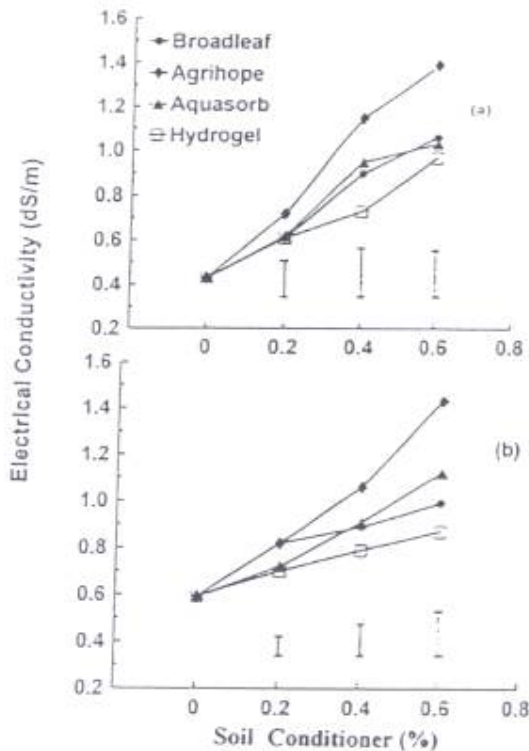 1.6
1.4
1.2
1.0
0.8
0.6
0.4
0.2
Broadleaf
Agrihope
Aquasorb
Hydrogel
(a)
0 0.2 0.4 0.6 0.8
Electrical Conductivity (dS/m)
1.6
1.4
1.2
1.0
0.8
0.6
0.4
0.2
(b)
0 0.2 0.4 0.6 0.8
Soil Conditioner (%)